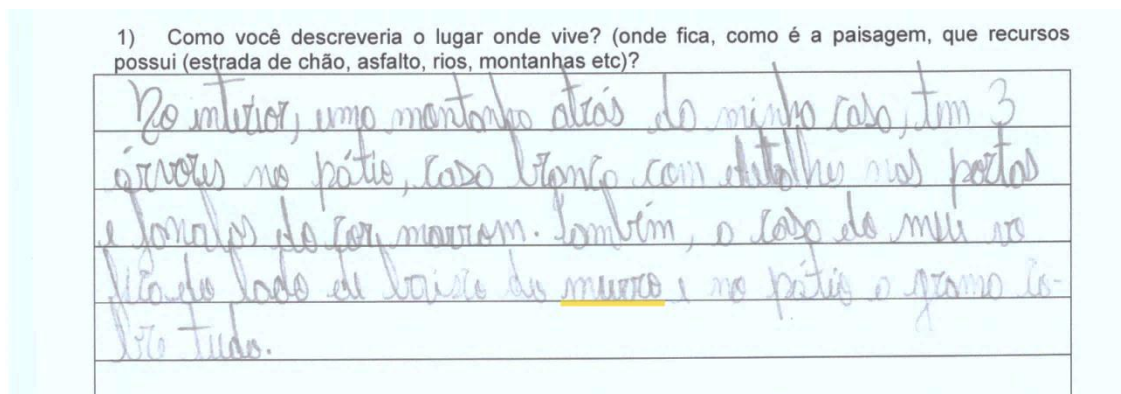 1) Como você descreveria o lugar onde vive? (onde fica, como é a paisagem, que recursos
possui (estrada de chão, asfalto, rios, montanhas etc)?
No interior, uma montanha atrás da minha casa, tem 3
árvores no pátio, casa branca com detalhes nas portas
e janelas da cor marrom. Também, a casa do meu vo
fica do lado de baixo do murro e no pátio a grama co-
bre tudo.